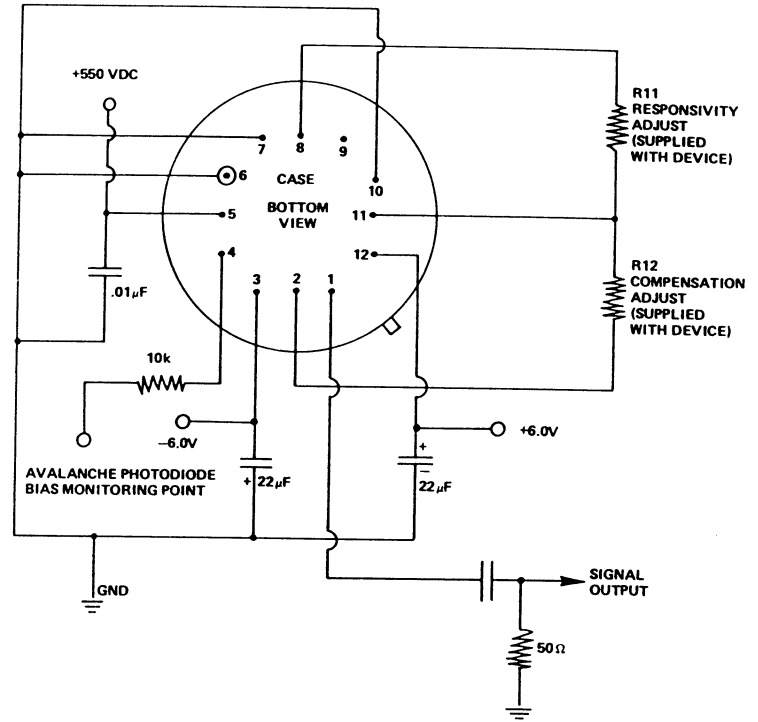 +550 VDC
R11
RESPONSIVITY
ADJUST
(SUPPLIED
WITH DEVICE)
7
8
9
6
CASE
10
BOTTOM
VIEW
5
11
4
12
3
2
1
R12
COMPENSATION
ADJUST
(SUPPLIED
WITH DEVICE)
.01μF
10k
−6.0V
+6.0V
AVALANCHE PHOTODIODE
BIAS MONITORING POINT
+ 22μF
+
−
22μF
GND
SIGNAL
OUTPUT
50Ω